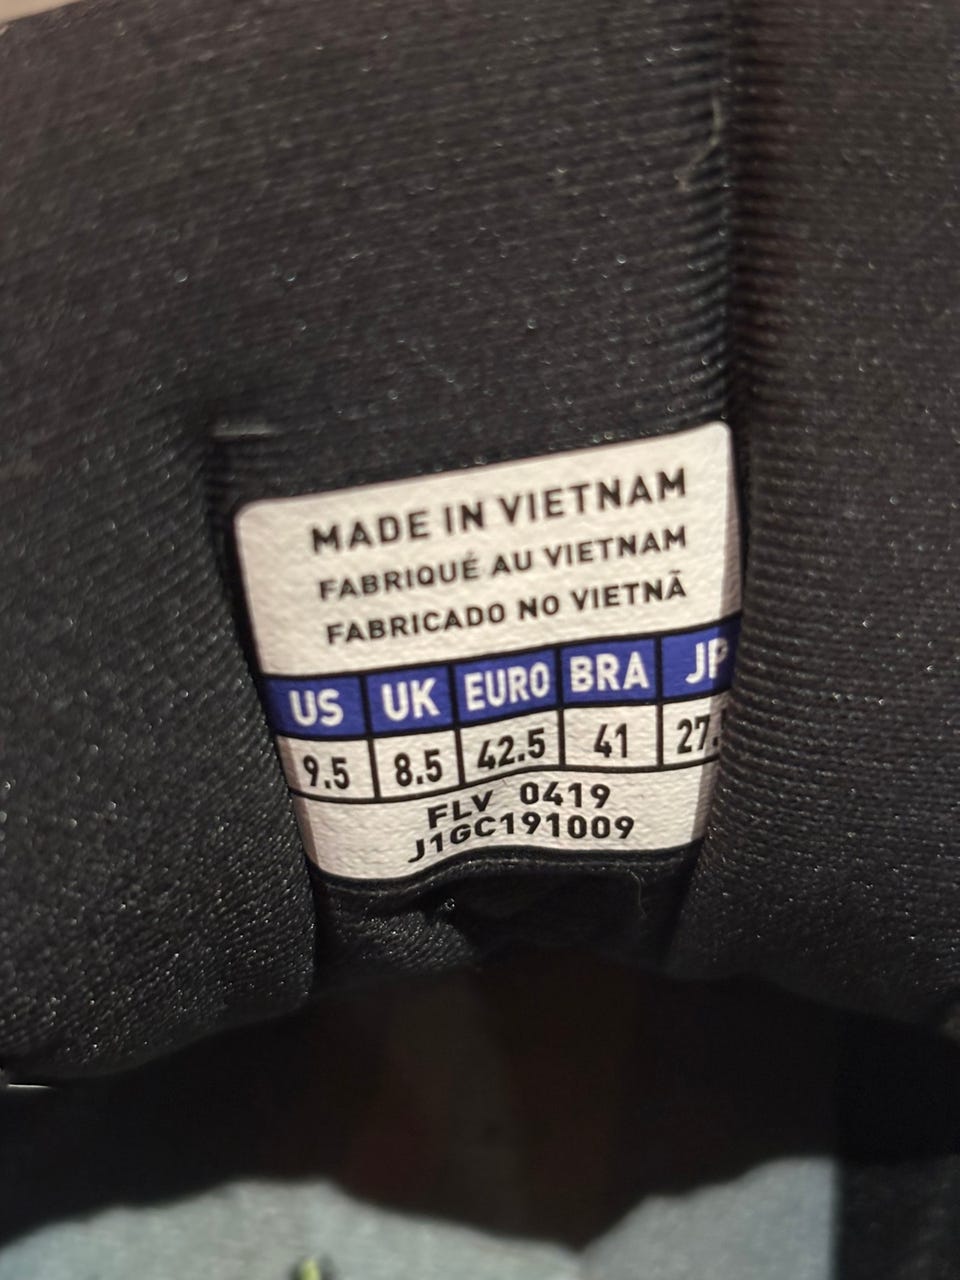 MADE IN VIETNAM
FABRIQUÉ AU VIETNAM
FABRICADO NO VIETNÃ
US UK EURO BRA JP
9.5 8.5 42.5 41
FLV 0419
J1GC191009